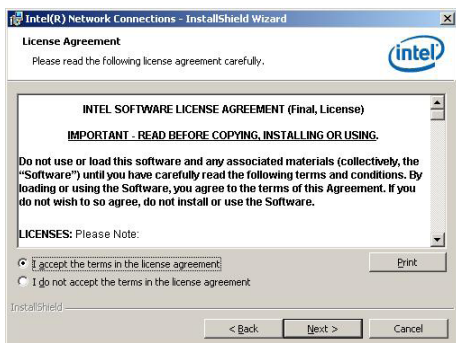 Intel(R) Network Connections - InstallShield Wizard
License Agreement
Please read the following license agreement carefully.
intel
INTEL SOFTWARE LICENSE AGREEMENT (Final, License)
IMPORTANT - READ BEFORE COPYING, INSTALLING OR USING.
Do not use or load this software and any associated materials (collectively, the
“Software”) until you have carefully read the following terms and conditions. By
loading or using the Software, you agree to the terms of this Agreement. If you
do not wish to so agree, do not install or use the Software.
LICENSES: Please Note:
I accept the terms in the license agreement
Print
I do not accept the terms in the license agreement
InstallShield
< Back
Next >
Cancel